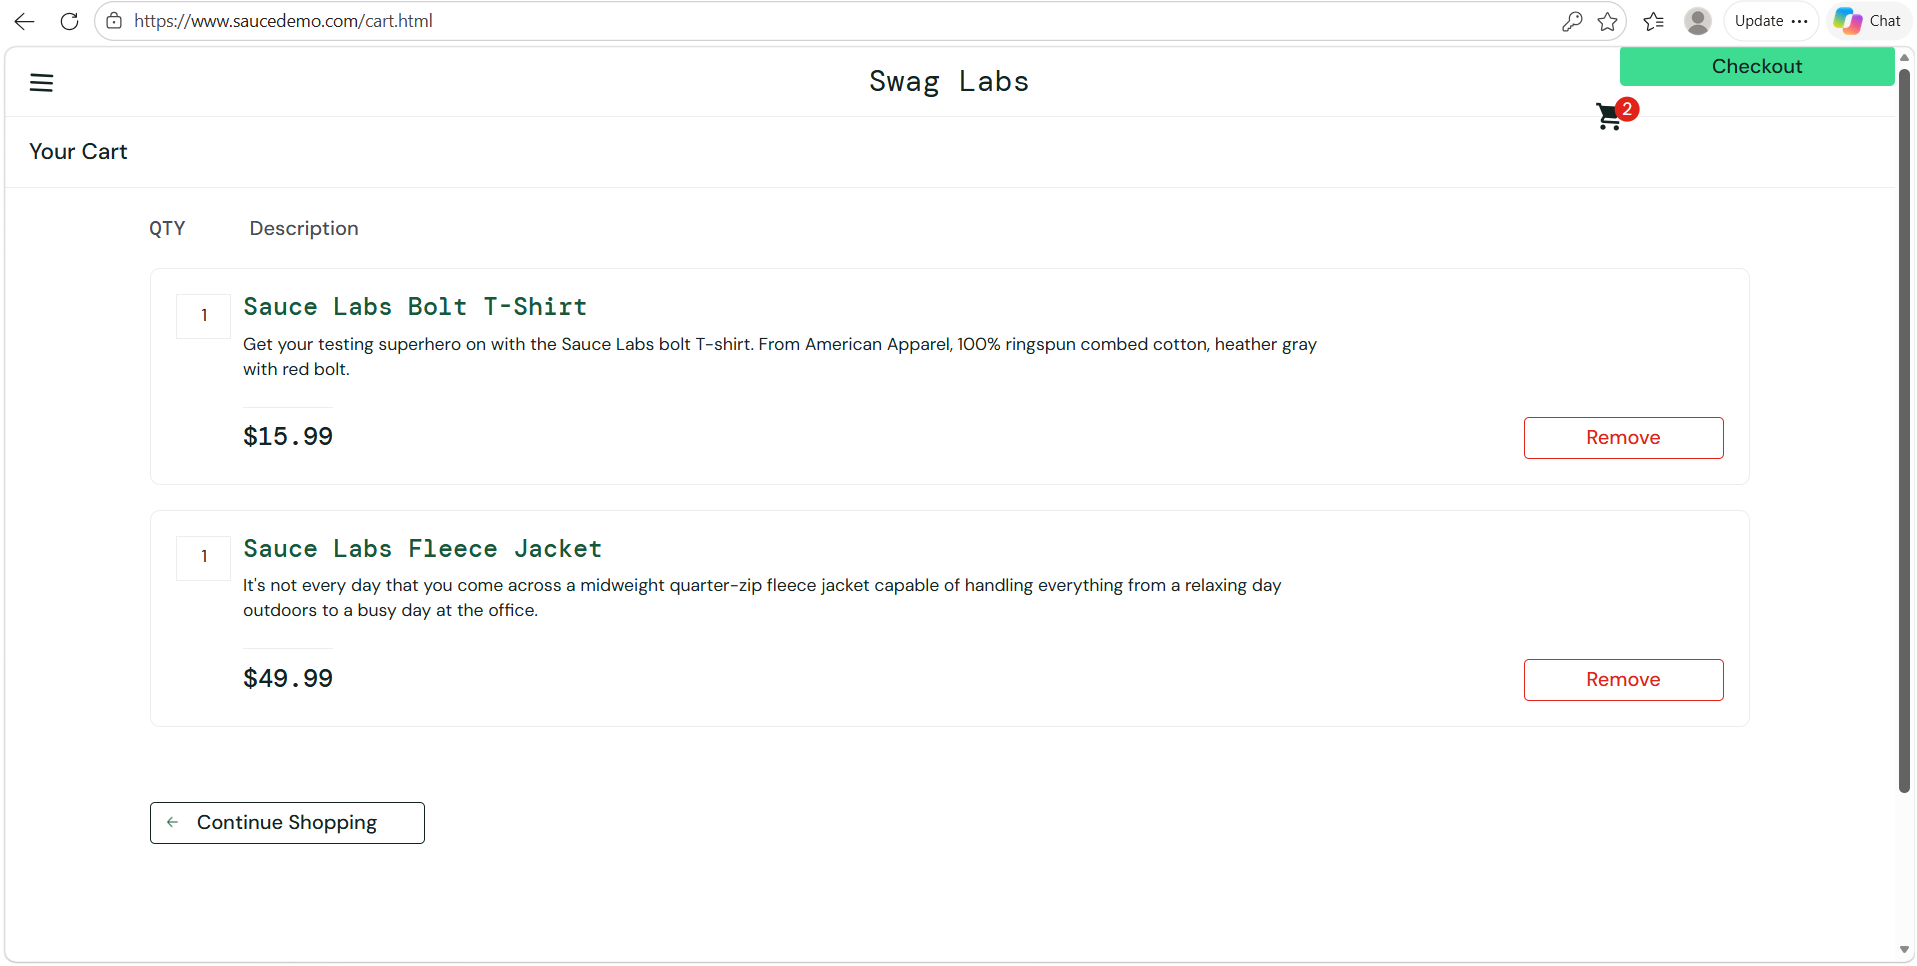 https://www.saucedemo.com/cart.html
Update
Chat
Swag Labs
Checkout
2
Your Cart
QTY Description
1
Sauce Labs Bolt T-Shirt
Get your testing superhero on with the Sauce Labs bolt T-shirt. From American Apparel, 100% ringspun combed cotton, heather gray
with red bolt.
$15.99
Remove
1
Sauce Labs Fleece Jacket
It's not every day that you come across a midweight quarter-zip fleece jacket capable of handling everything from a relaxing day
outdoors to a busy day at the office.
$49.99
Remove
Continue Shopping